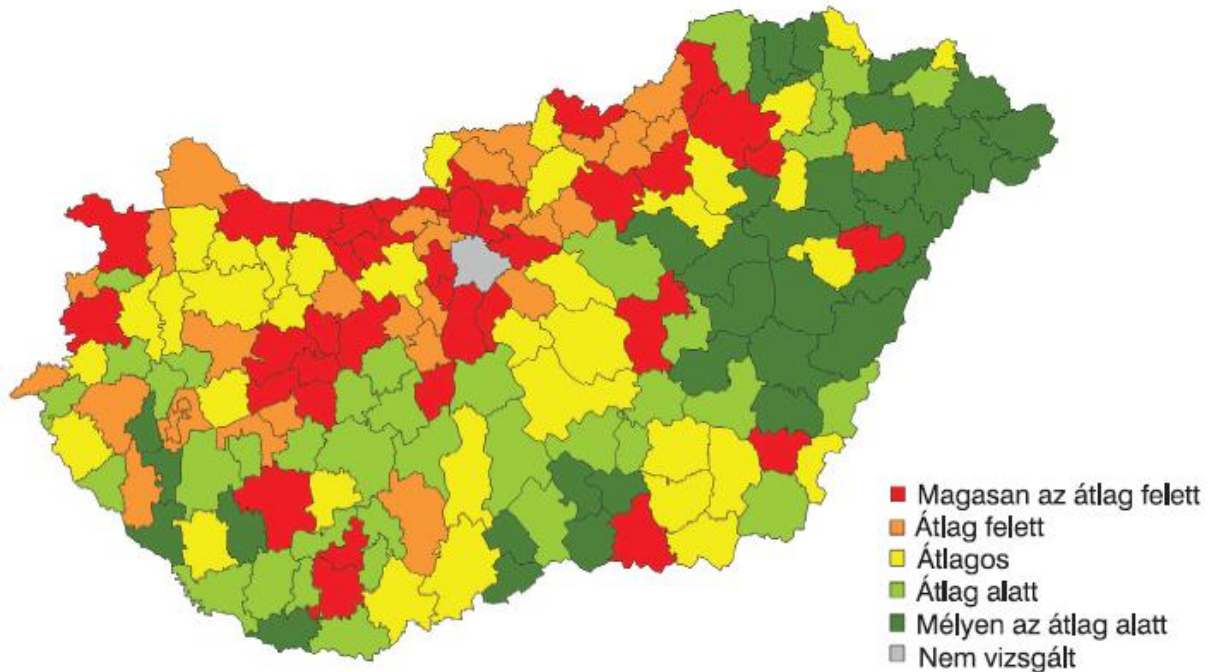 Magasan az átlag felett
Átlag felett
Átlagos
Átlag alatt
Mélyen az átlag alatt
Nem vizsgált